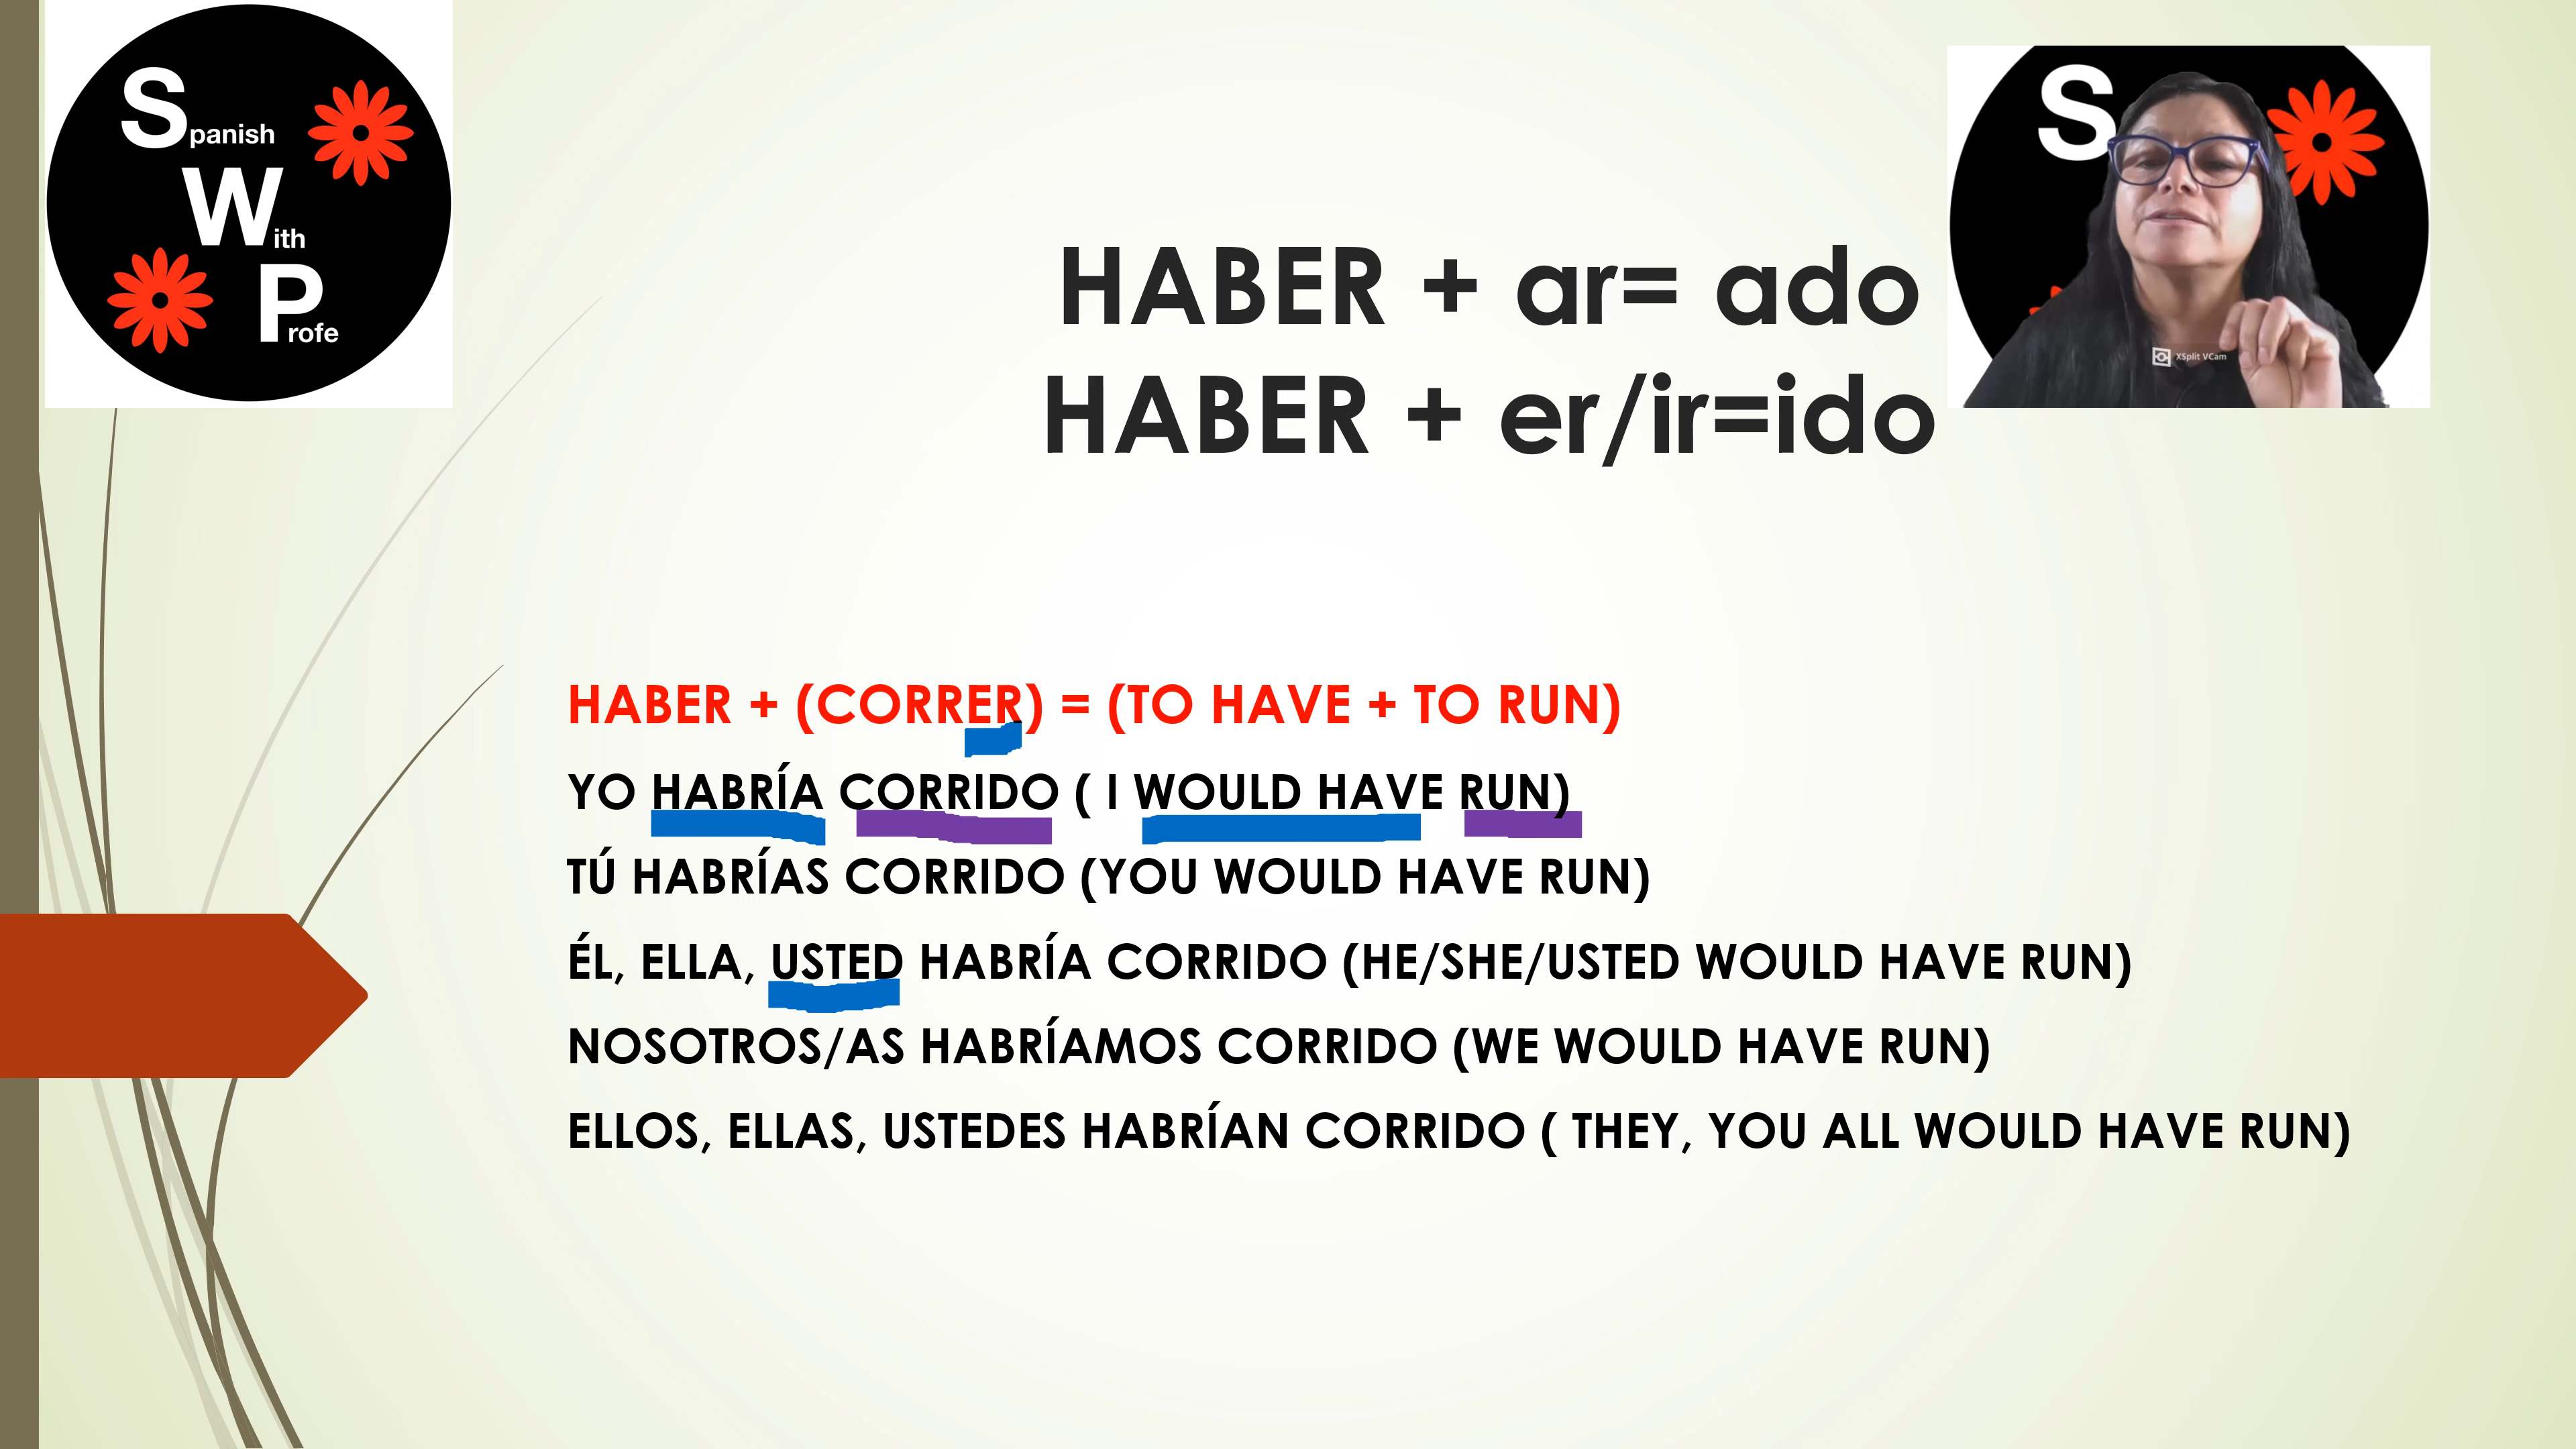 Spanish
With
Profe
S
XSplit VCam
HABER + ar= ado
HABER + er/ir=ido
HABER + (CORRER) = (TO HAVE + TO RUN)
YO HABRÍA CORRIDO ( I WOULD HAVE RUN)
TÚ HABRÍAS CORRIDO (YOU WOULD HAVE RUN)
ÉL, ELLA, USTED HABRÍA CORRIDO (HE/SHE/USTED WOULD HAVE RUN)
NOSOTROS/AS HABRÍAMOS CORRIDO (WE WOULD HAVE RUN)
ELLOS, ELLAS, USTEDES HABRÍAN CORRIDO ( THEY, YOU ALL WOULD HAVE RUN)